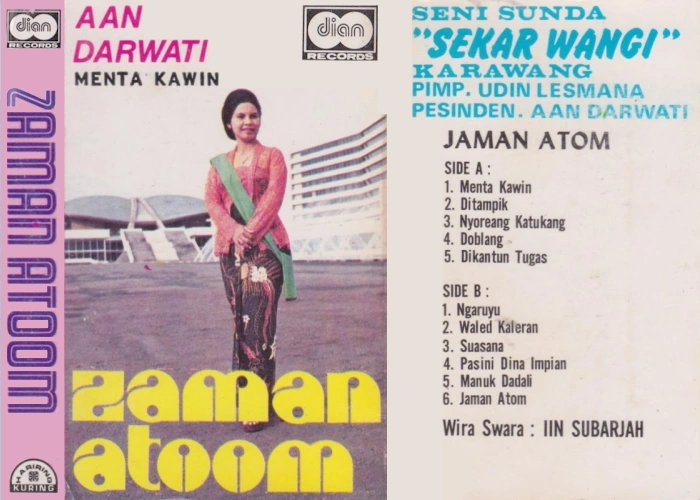 dian
RECORDS
ZAMAN ATOOM
HARIRING
KURING
AAN
DARWATI
MENTA KAWIN
dian
RECORDS
zaman
atoom
SENI SUNDA
"SEKAR WANGI"
KARAWANG
PIMP. UDIN LESMANA
PESINDEN. AAN DARWATI
JAMAN ATOM
SIDE A :
1. Menta Kawin
2. Ditampik
3. Nyoreang Katukang
4. Doblang
5. Dikantun Tugas
SIDE B :
1. Ngaruyu
2. Waled Kaleran
3. Suasana
4. Pasini Dina Impian
5. Manuk Dadali
6. Jaman Atom
Wira Swara : IIN SUBARJAH